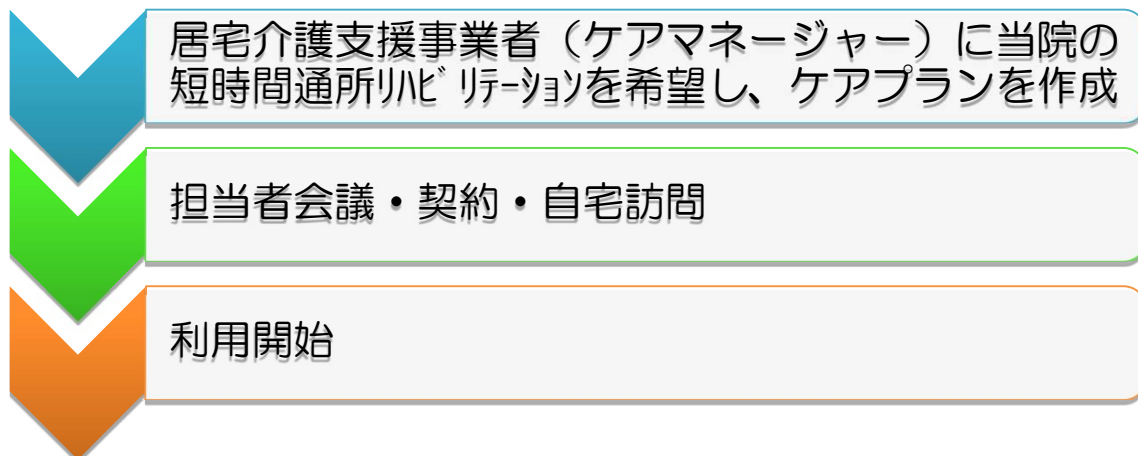 居宅介護支援事業者（ケアマネージャー）に当院の
短時間通所ﾘﾊﾋﾞﾘﾃｰｼｮﾝを希望し、ケアプランを作成
担当者会議・契約・自宅訪問
利用開始